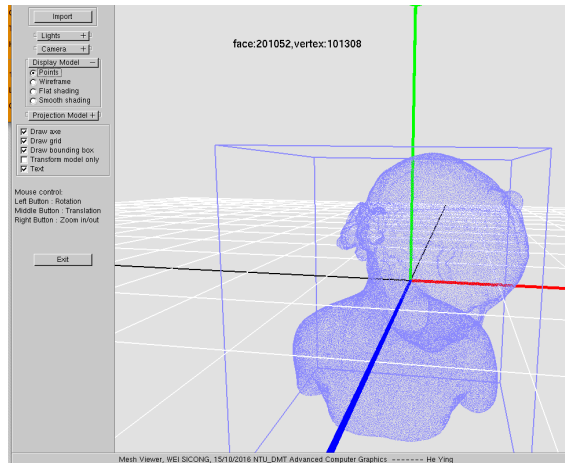 Import
Lights +
Camera +
Display Model –
Points
Wireframe
Flat shading
Smooth shading
Projection Model +
Draw axe
Draw grid
Draw bounding box
Transform model only
Text
Mouse control:
Left Button : Rotation
Middle Button : Translation
Right Button : Zoom in/out
Exit
face:201052,vertex:101308
Mesh Viewer, WEI SICONG, 15/10/2016 NTU_DMT Advanced Computer Graphics ------- He Ying